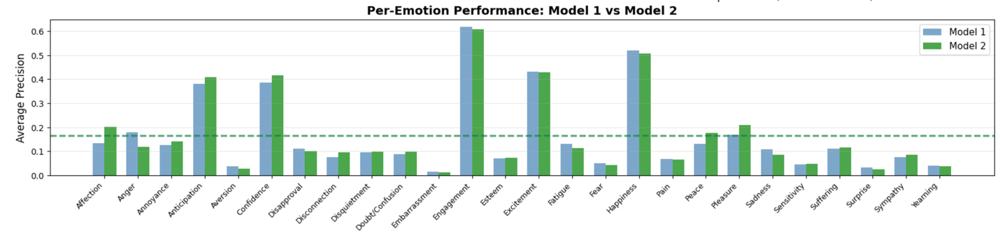 Per-Emotion Performance: Model 1 vs Model 2
Model 1
Model 2
Average Precision
0.6
0.5
0.4
0.3
0.2
0.1
0.0
Affection
Anger
Annoyance
Anticipation
Aversion
Confidence
Disapproval
Disconnection
Disquietment
Doubt/Confusion
Embarrassment
Engagement
Esteem
Excitement
Fatigue
Fear
Happiness
Pain
Peace
Pleasure
Sadness
Sensitivity
Suffering
Surprise
Sympathy
Yearning